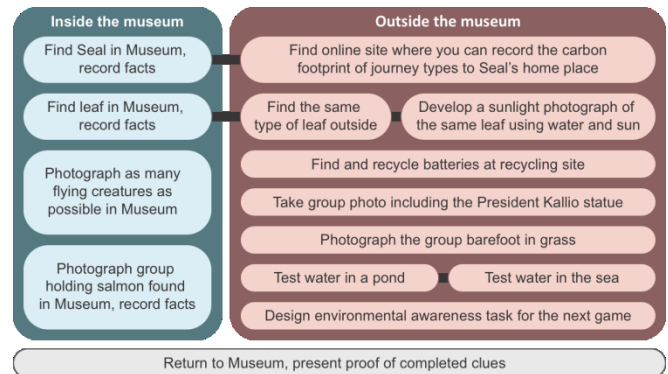 Inside the museum
Find Seal in Museum,
record facts
Find leaf in Museum,
record facts
Photograph as many
flying creatures as
possible in Museum
Photograph group
holding salmon found
in Museum, record facts
Outside the museum
Find online site where you can record the carbon
footprint of journey types to Seal's home place
Find the same
type of leaf outside
Develop a sunlight photograph of
the same leaf using water and sun
Find and recycle batteries at recycling site
Take group photo including the President Kallio statue
Photograph the group barefoot in grass
Test water in a pond
Test water in the sea
Design environmental awareness task for the next game
Return to Museum, present proof of completed clues